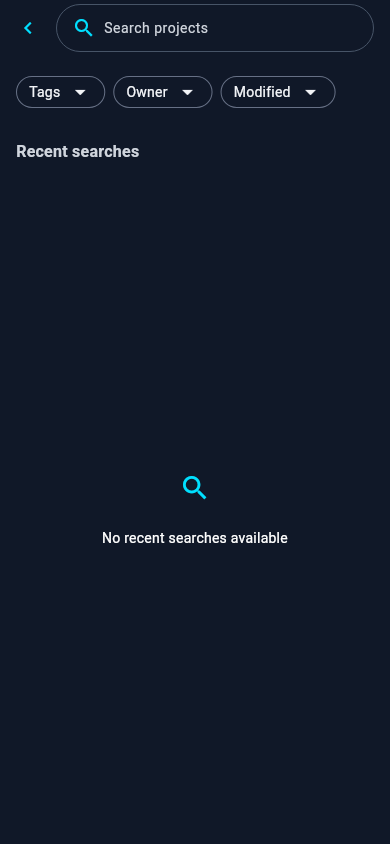 Search projects
Tags
Owner
Modified
Recent searches
No recent searches available